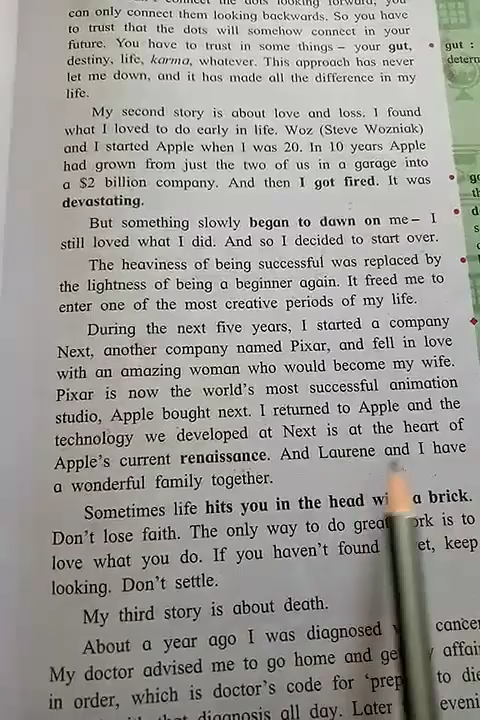 connect the dots looking forward, you
can only connect them looking backwards. So you have
to trust that the dots will somehow connect in your
future. You have to trust in some things – your gut,
destiny, life, karma, whatever. This approach has never
let me down, and it has made all the difference in my
life.
My second story is about love and loss. I found
what I loved to do early in life. Woz (Steve Wozniak)
and I started Apple when I was 20. In 10 years Apple
had grown from just the two of us in a garage into
a $2 billion company. And then I got fired. It was
devastating.
But something slowly began to dawn on me – I
still loved what I did. And so I decided to start over.
The heaviness of being successful was replaced by
the lightness of being a beginner again. It freed me to
enter one of the most creative periods of my life.
During the next five years, I started a company
Next, another company named Pixar, and fell in love
with an amazing woman who would become my wife.
Pixar is now the world's most successful animation
studio, Apple bought next. I returned to Apple and the
technology we developed at Next is at the heart of
Apple's current renaissance. And Laurene and I have
a wonderful family together.
Sometimes life hits you in the head a brick.
Don't lose faith. The only way to do is to
love what you do. If you haven't found keep
looking. Don't settle.
My third story is about death.
About a year ago I was diagnosed cancer
My doctor advised me to go home and
in order, which is doctor's code for to die
that diagnosis all day. Later
• gut :